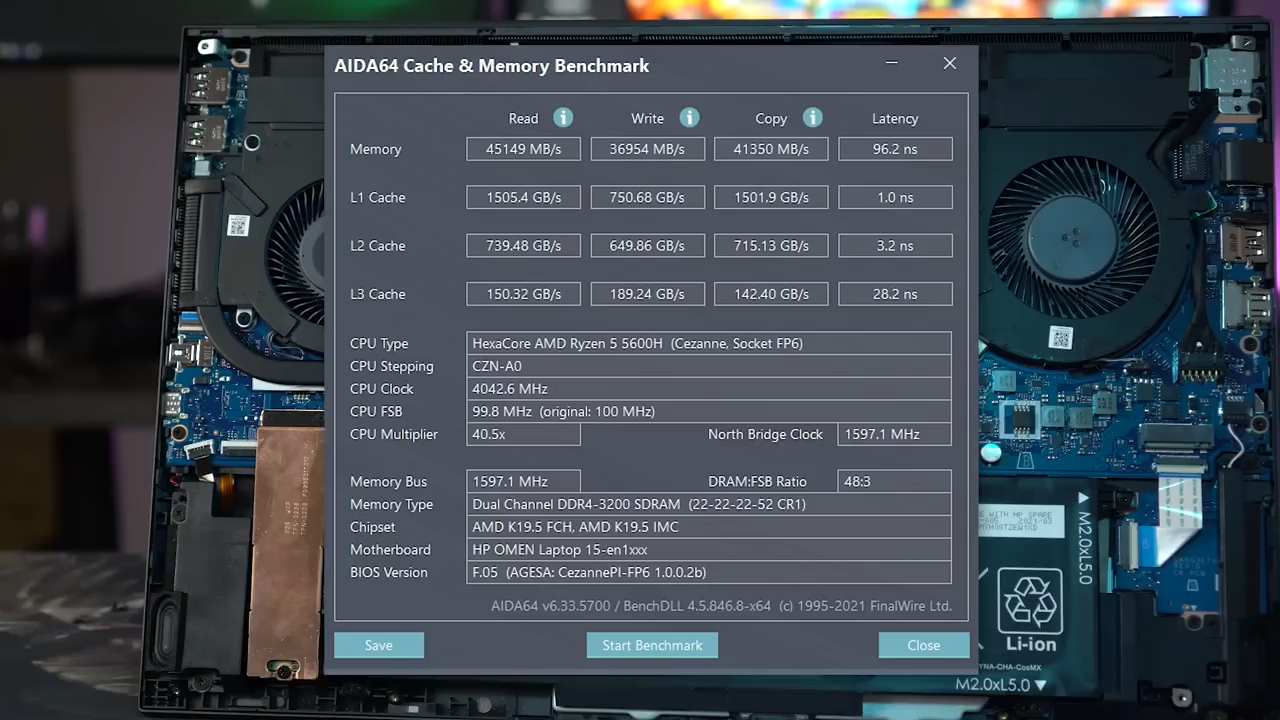 AIDA64 Cache & Memory Benchmark
Read Write Copy Latency
Memory 45149 MB/s 36954 MB/s 41350 MB/s 96.2 ns
L1 Cache 1505.4 GB/s 750.68 GB/s 1501.9 GB/s 1.0 ns
L2 Cache 739.48 GB/s 649.86 GB/s 715.13 GB/s 3.2 ns
L3 Cache 150.32 GB/s 189.24 GB/s 142.40 GB/s 28.2 ns
CPU Type HexaCore AMD Ryzen 5 5600H (Cezanne, Socket FP6)
CPU Stepping CZN-A0
CPU Clock 4042.6 MHz
CPU FSB 99.8 MHz (original: 100 MHz)
CPU Multiplier 40.5x North Bridge Clock 1597.1 MHz
Memory Bus 1597.1 MHz DRAM:FSB Ratio 48:3
Memory Type Dual Channel DDR4-3200 SDRAM (22-22-22-52 CR1)
Chipset AMD K19.5 FCH, AMD K19.5 IMC
Motherboard HP OMEN Laptop 15-en1xxx
BIOS Version F.05 (AGESA: CezannePI-FP6 1.0.0.2b)
AIDA64 v6.33.5700 / BenchDLL 4.5.846.8-x64 (c) 1995-2021 FinalWire Ltd.
Save Start Benchmark Close
E WITH HP SPARE
2021/03
M2.0xL5.0
Li-ion
YNA-CHA-CosMX
M2.0xL5.0